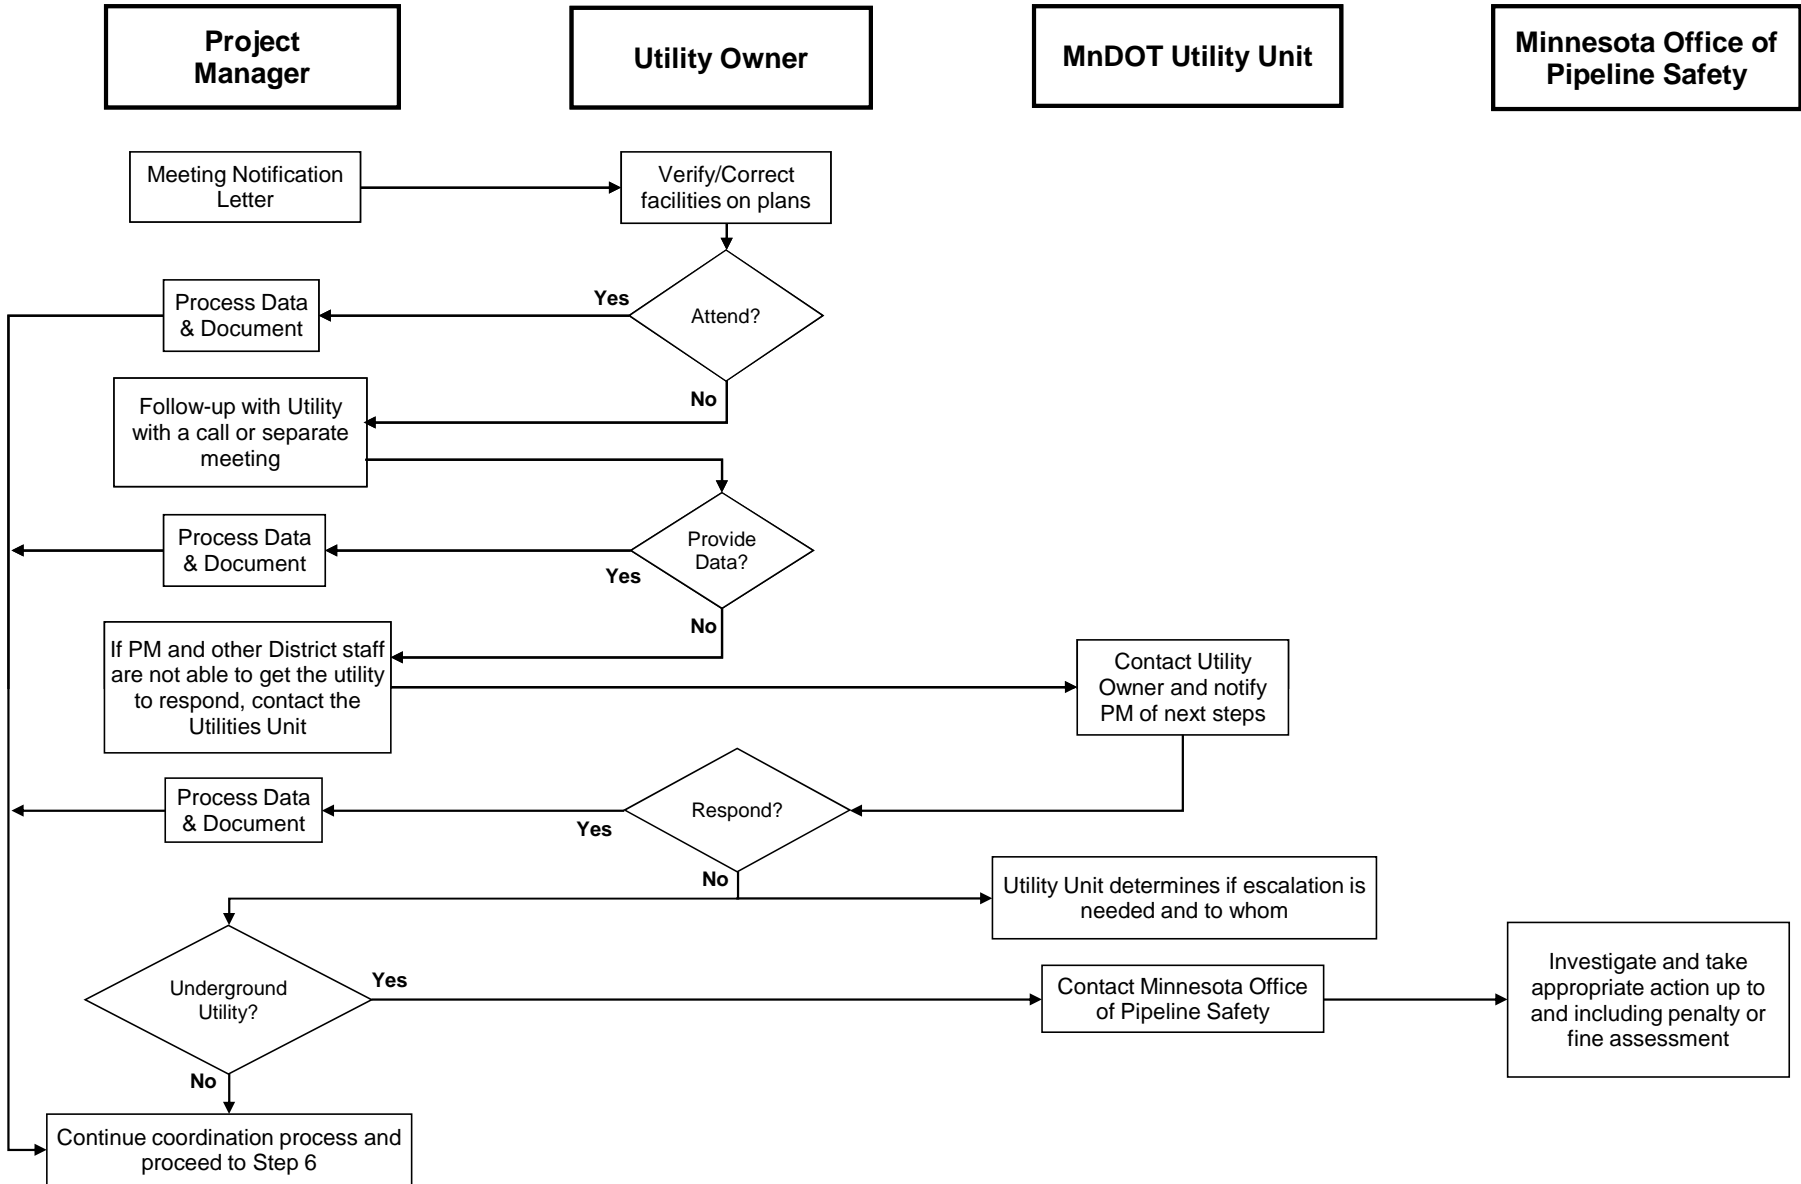 Project
Manager
Utility Owner
MnDOT Utility Unit
Minnesota Office of
Pipeline Safety
Meeting Notification
Letter
Verify/Correct
facilities on plans
Attend?
Yes
Process Data
& Document
No
Follow-up with Utility
with a call or separate
meeting
Provide
Data?
Yes
Process Data
& Document
No
If PM and other District staff
are not able to get the utility
to respond, contact the
Utilities Unit
Contact Utility
Owner and notify
PM of next steps
Respond?
Yes
Process Data
& Document
No
Utility Unit determines if escalation is
needed and to whom
Underground
Utility?
Yes
Contact Minnesota Office
of Pipeline Safety
Investigate and take
appropriate action up to
and including penalty or
fine assessment
No
Continue coordination process and
proceed to Step 6